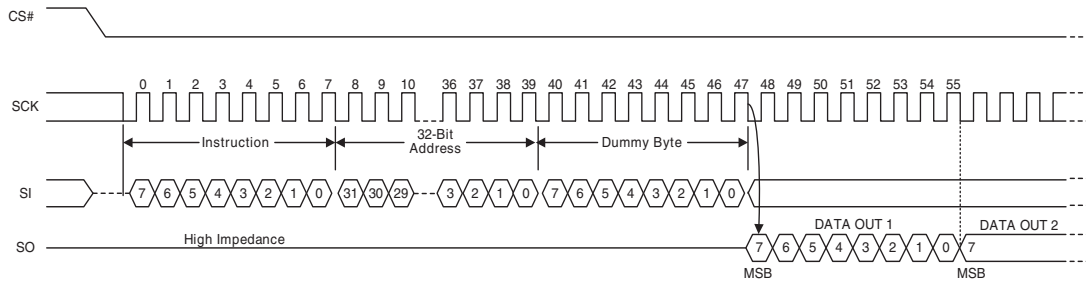 CS#
0 1 2 3 4 5 6 7 8 9 10 36 37 38 39 40 41 42 43 44 45 46 47 48 49 50 51 52 53 54 55
SCK
Instruction
32-Bit
Address
Dummy Byte
SI
7 6 5 4 3 2 1 0 31 30 29 3 2 1 0 7 6 5 4 3 2 1 0
DATA OUT 1
DATA OUT 2
High Impedance
SO
7 6 5 4 3 2 1 0 7
MSB
MSB